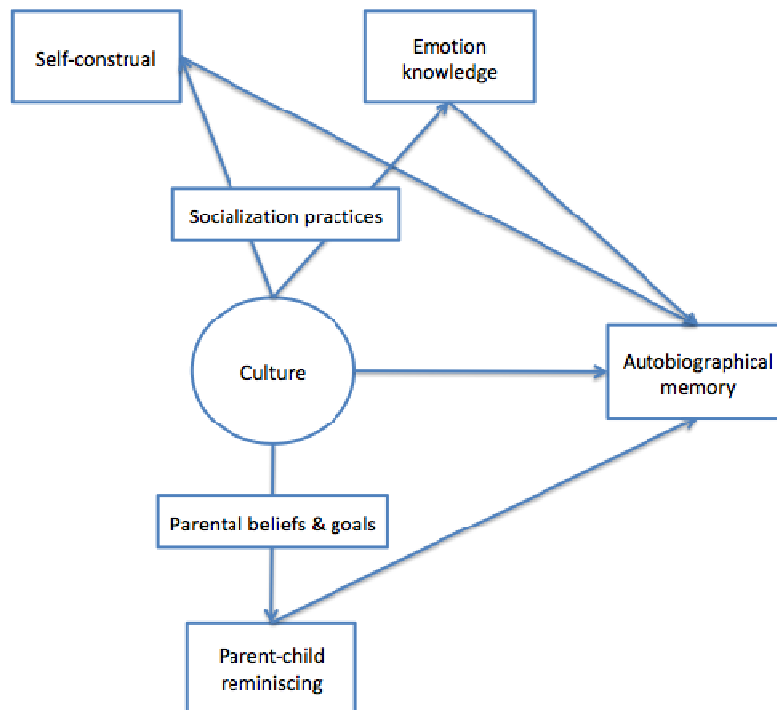 Self-construal
Emotion
knowledge
Socialization practices
Culture
Autobiographical
memory
Parental beliefs & goals
Parent-child
reminiscing